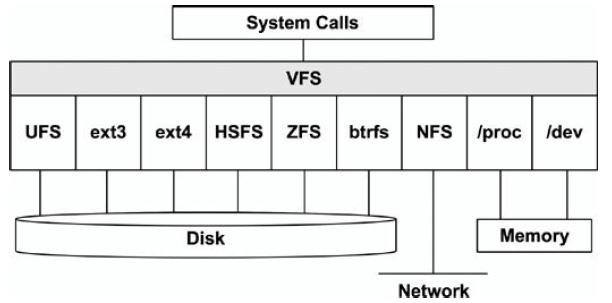 System Calls
VFS
UFS ext3 ext4 HSFS ZFS btrfs NFS /proc /dev
Disk Memory
Network